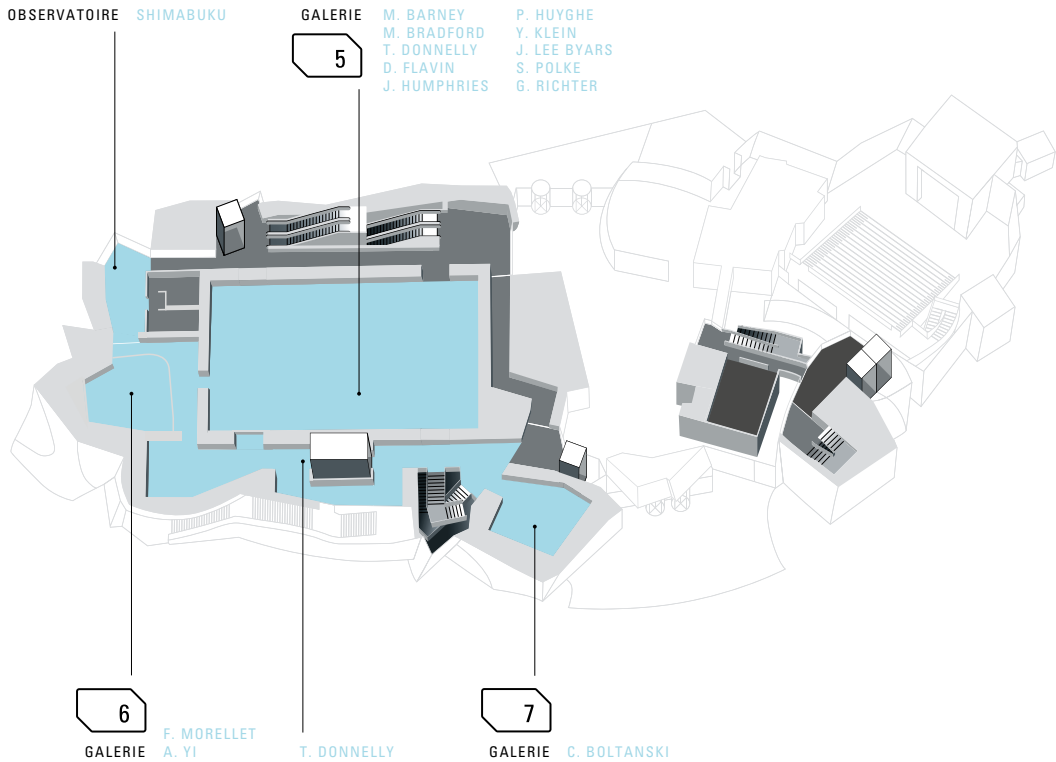 OBSERVATOIRE SHIMABUKU
GALERIE 5
M. BARNEY
M. BRADFORD
T. DONNELLY
D. FLAVIN
J. HUMPHRIES
P. HUYGHE
Y. KLEIN
J. LEE BYARS
S. POLKE
G. RICHTER
6
GALERIE
F. MORELLET
A. YI
T. DONNELLY
7
GALERIE C. BOLTANSKI